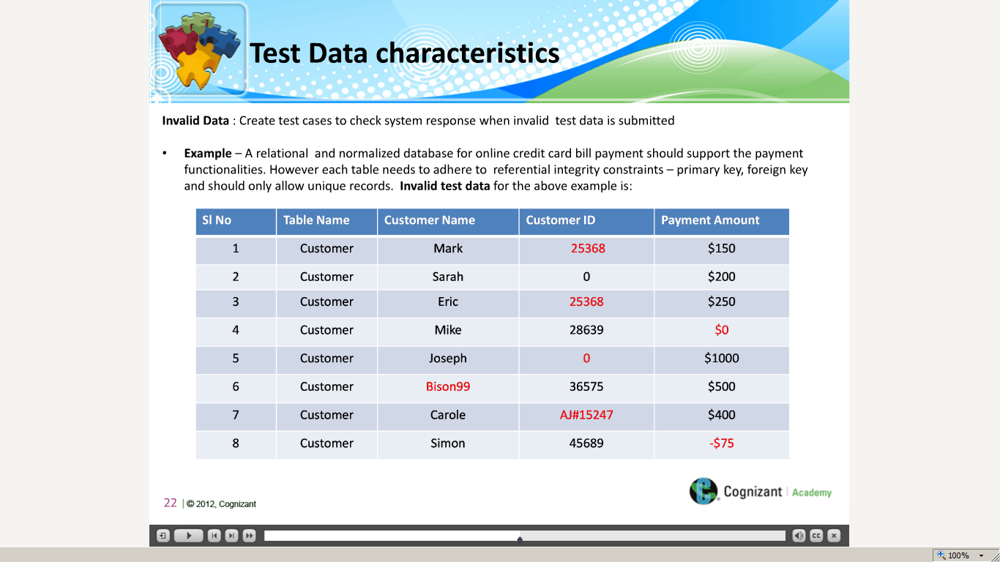 Test Data characteristics
Invalid Data : Create test cases to check system response when invalid  test data is submitted
• Example – A relational  and normalized database for online credit card bill payment should support the payment
functionalities. However each table needs to adhere to  referential integrity constraints – primary key, foreign key
and should only allow unique records.  Invalid test data for the above example is:
Sl No Table Name Customer Name Customer ID Payment Amount
1 Customer Mark 25368 $150
2 Customer Sarah 0 $200
3 Customer Eric 25368 $250
4 Customer Mike 28639 $0
5 Customer Joseph 0 $1000
6 Customer Bison99 36575 $500
7 Customer Carole AJ#15247 $400
8 Customer Simon 45689 -$75
Cognizant | Academy
22 | © 2012, Cognizant
CC
100%